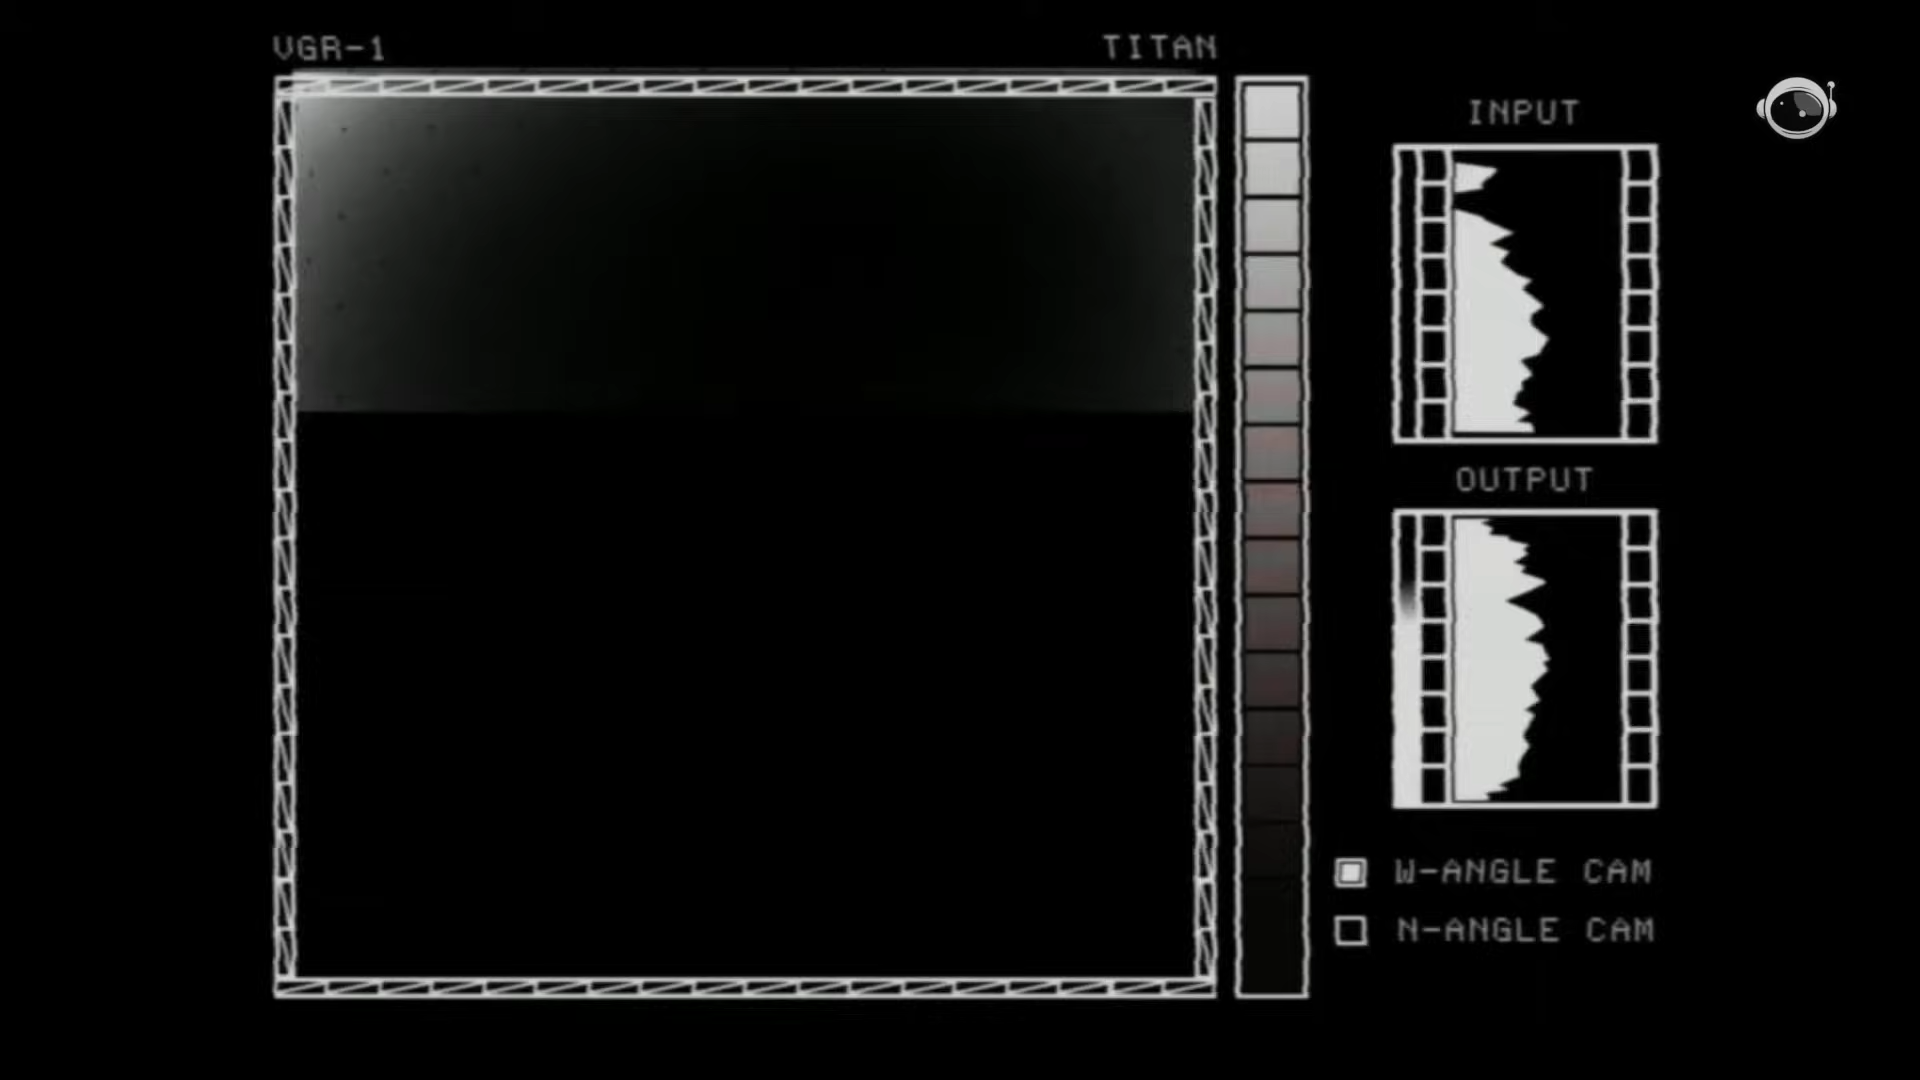 VGR-1
TITAN
INPUT
OUTPUT
W-ANGLE CAM
N-ANGLE CAM